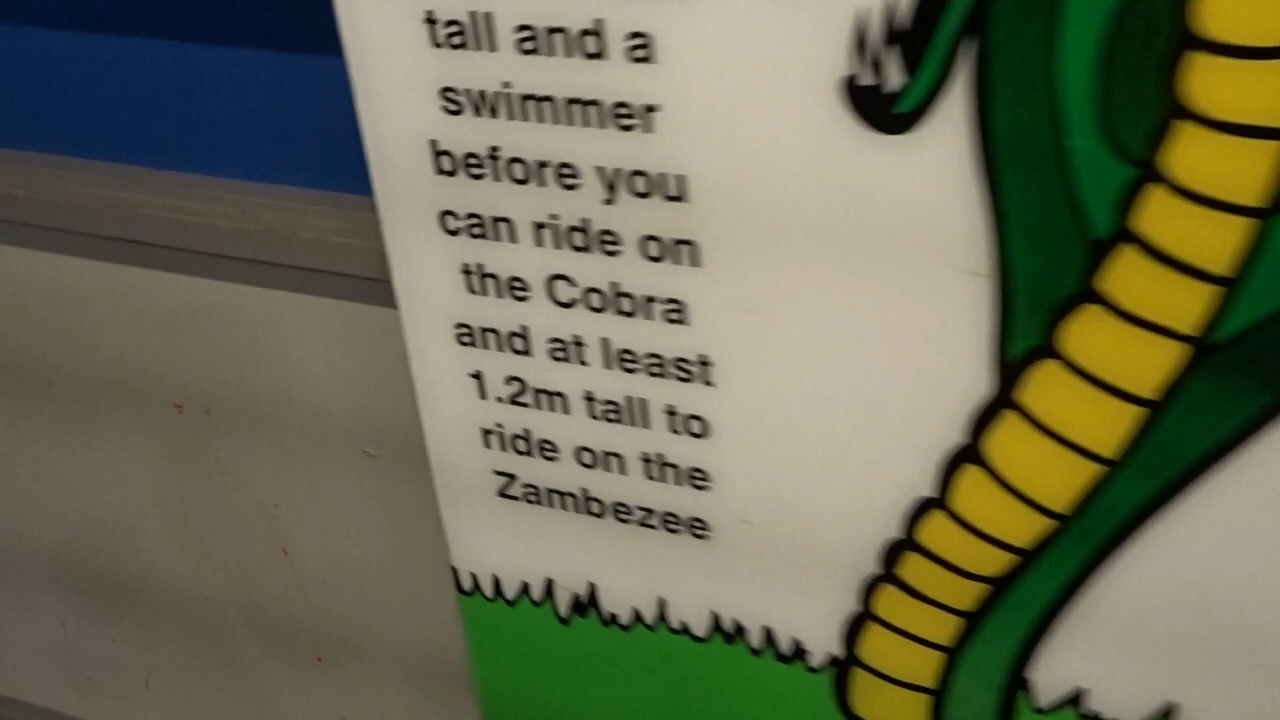 tall and a
swimmer
before you
can ride on
the Cobra
and at least
1.2m tall to
ride on the
Zambezee